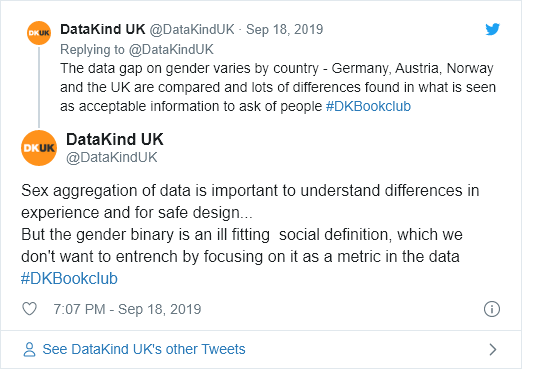 DataKind UK @DataKindUK · Sep 18, 2019
DKUK
Replying to @DataKindUK
The data gap on gender varies by country - Germany, Austria, Norway
and the UK are compared and lots of differences found in what is seen
as acceptable information to ask of people #DKBookclub
DKUK
DataKind UK
@DataKindUK
Sex aggregation of data is important to understand differences in
experience and for safe design...
But the gender binary is an ill fitting  social definition, which we
don't want to entrench by focusing on it as a metric in the data
#DKBookclub
7:07 PM - Sep 18, 2019
See DataKind UK's other Tweets